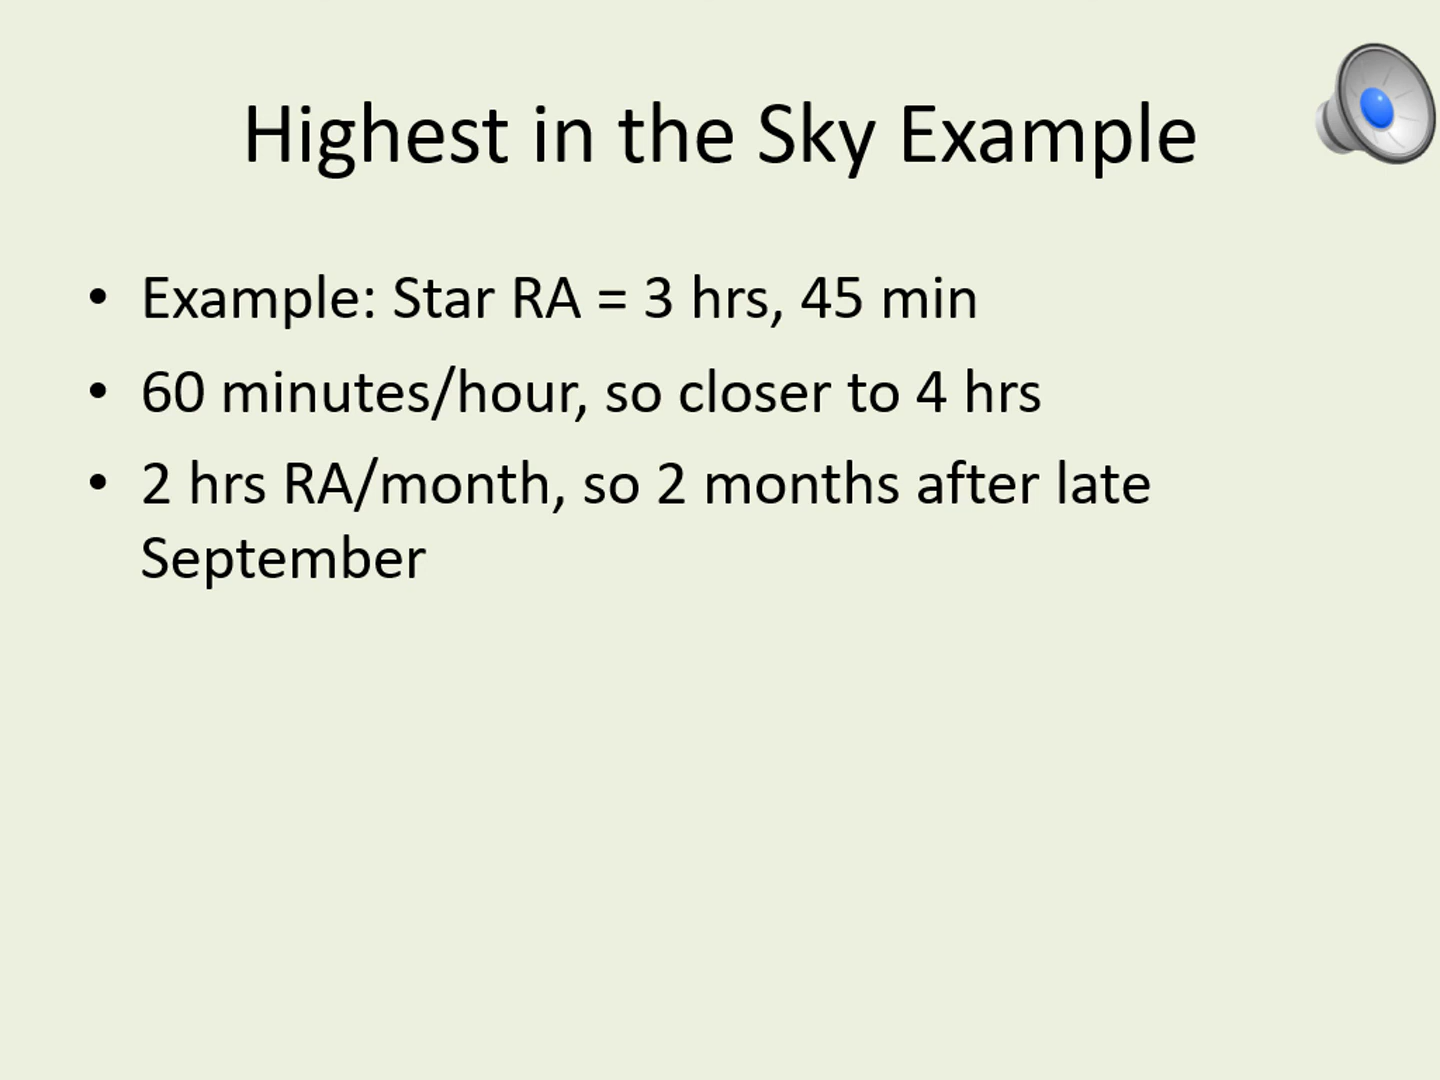 Highest in the Sky Example
• Example: Star RA = 3 hrs, 45 min
• 60 minutes/hour, so closer to 4 hrs
• 2 hrs RA/month, so 2 months after late
September